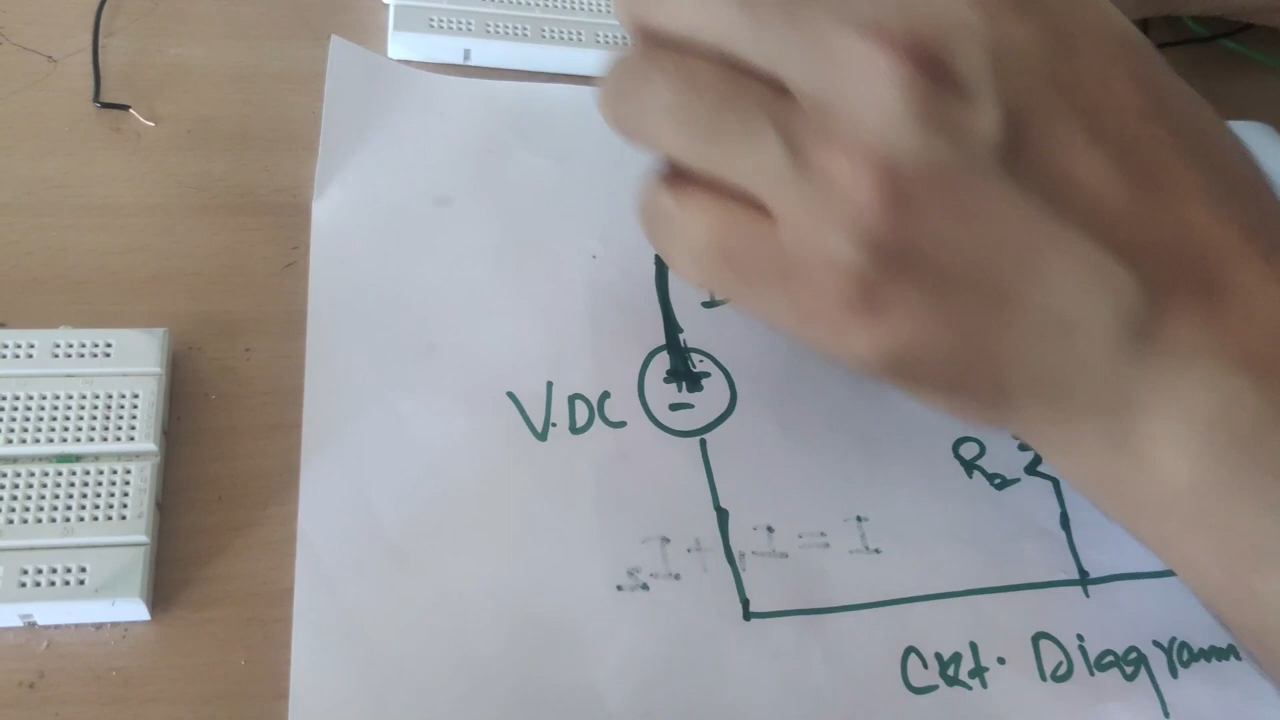 I
V.DC
R2
I = I1 + I2
Ckt. Diagram